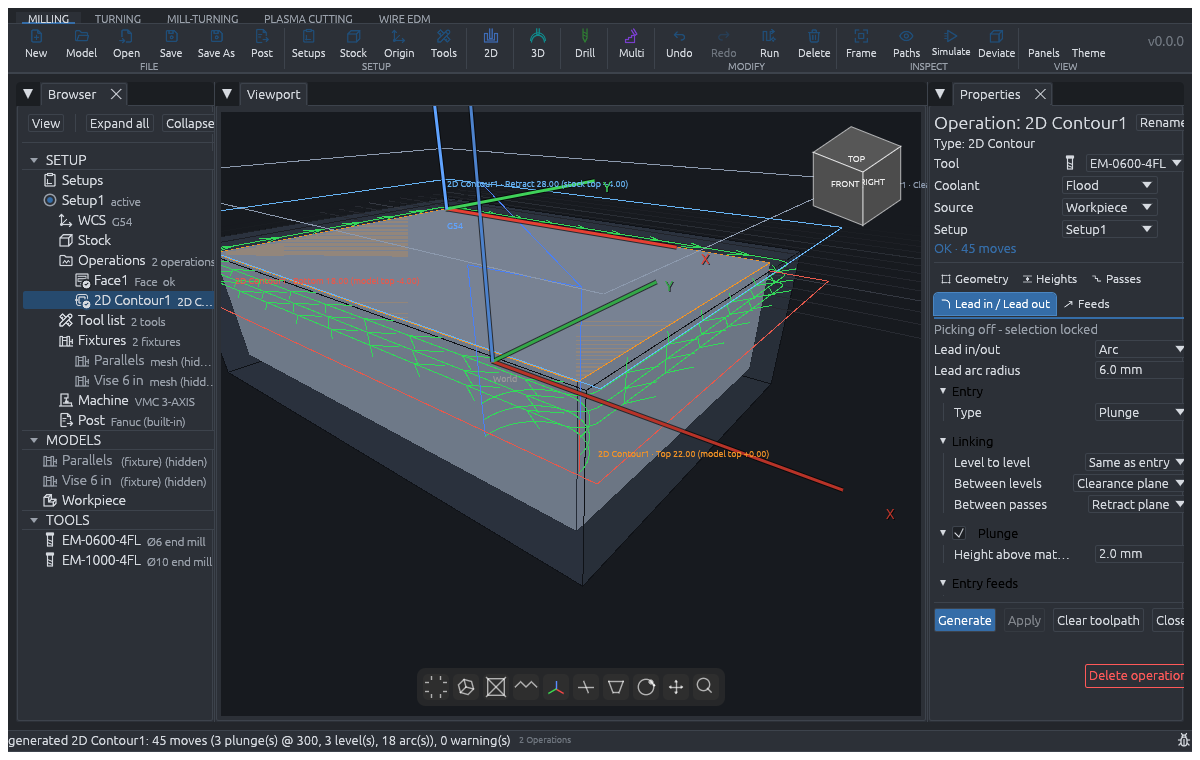 MILLING TURNING MILL-TURNING PLASMA CUTTING WIRE EDM
New Model Open Save Save As Post Setups Stock Origin Tools 2D 3D Drill Multi Undo Redo Run Delete Frame Paths Simulate Deviate Panels Theme v0.0.0
FILE SETUP MODIFY INSPECT VIEW
Browser
View Expand all Collapse
SETUP
Setups
Setup1 active
WCS G54
Stock
Operations 2 operations
Face1 Face ok
2D Contour1 2D C...
Tool list 2 tools
Fixtures 2 fixtures
Parallels mesh (hid...
Vise 6 in mesh (hidd...
Machine VMC 3-AXIS
Post Fanuc (built-in)
MODELS
Parallels (fixture) (hidden)
Vise 6 in (fixture) (hidden)
Workpiece
TOOLS
EM-0600-4FL Ø6 end mill
EM-1000-4FL Ø10 end mill
Viewport
TOP
FRONT RIGHT
2D Contour1 · Retract 28.00 (stock top +4.00)
Y
G54
X
Y
World
2D Contour1 · Top 22.00 (model top +0.00)
X
Properties
Operation: 2D Contour1 Rename
Type: 2D Contour
Tool EM-0600-4FL
Coolant Flood
Source Workpiece
Setup Setup1
OK · 45 moves
Geometry Heights Passes
Lead in / Lead out Feeds
Picking off - selection locked
Lead in/out Arc
Lead arc radius 6.0 mm
Entry
Type Plunge
Linking
Level to level Same as entry
Between levels Clearance plane
Between passes Retract plane
Plunge
Height above mat... 2.0 mm
Entry feeds
Generate Apply Clear toolpath Close
Delete operation
generated 2D Contour1: 45 moves (3 plunge(s) @ 300, 3 level(s), 18 arc(s)), 0 warning(s) 2 Operations